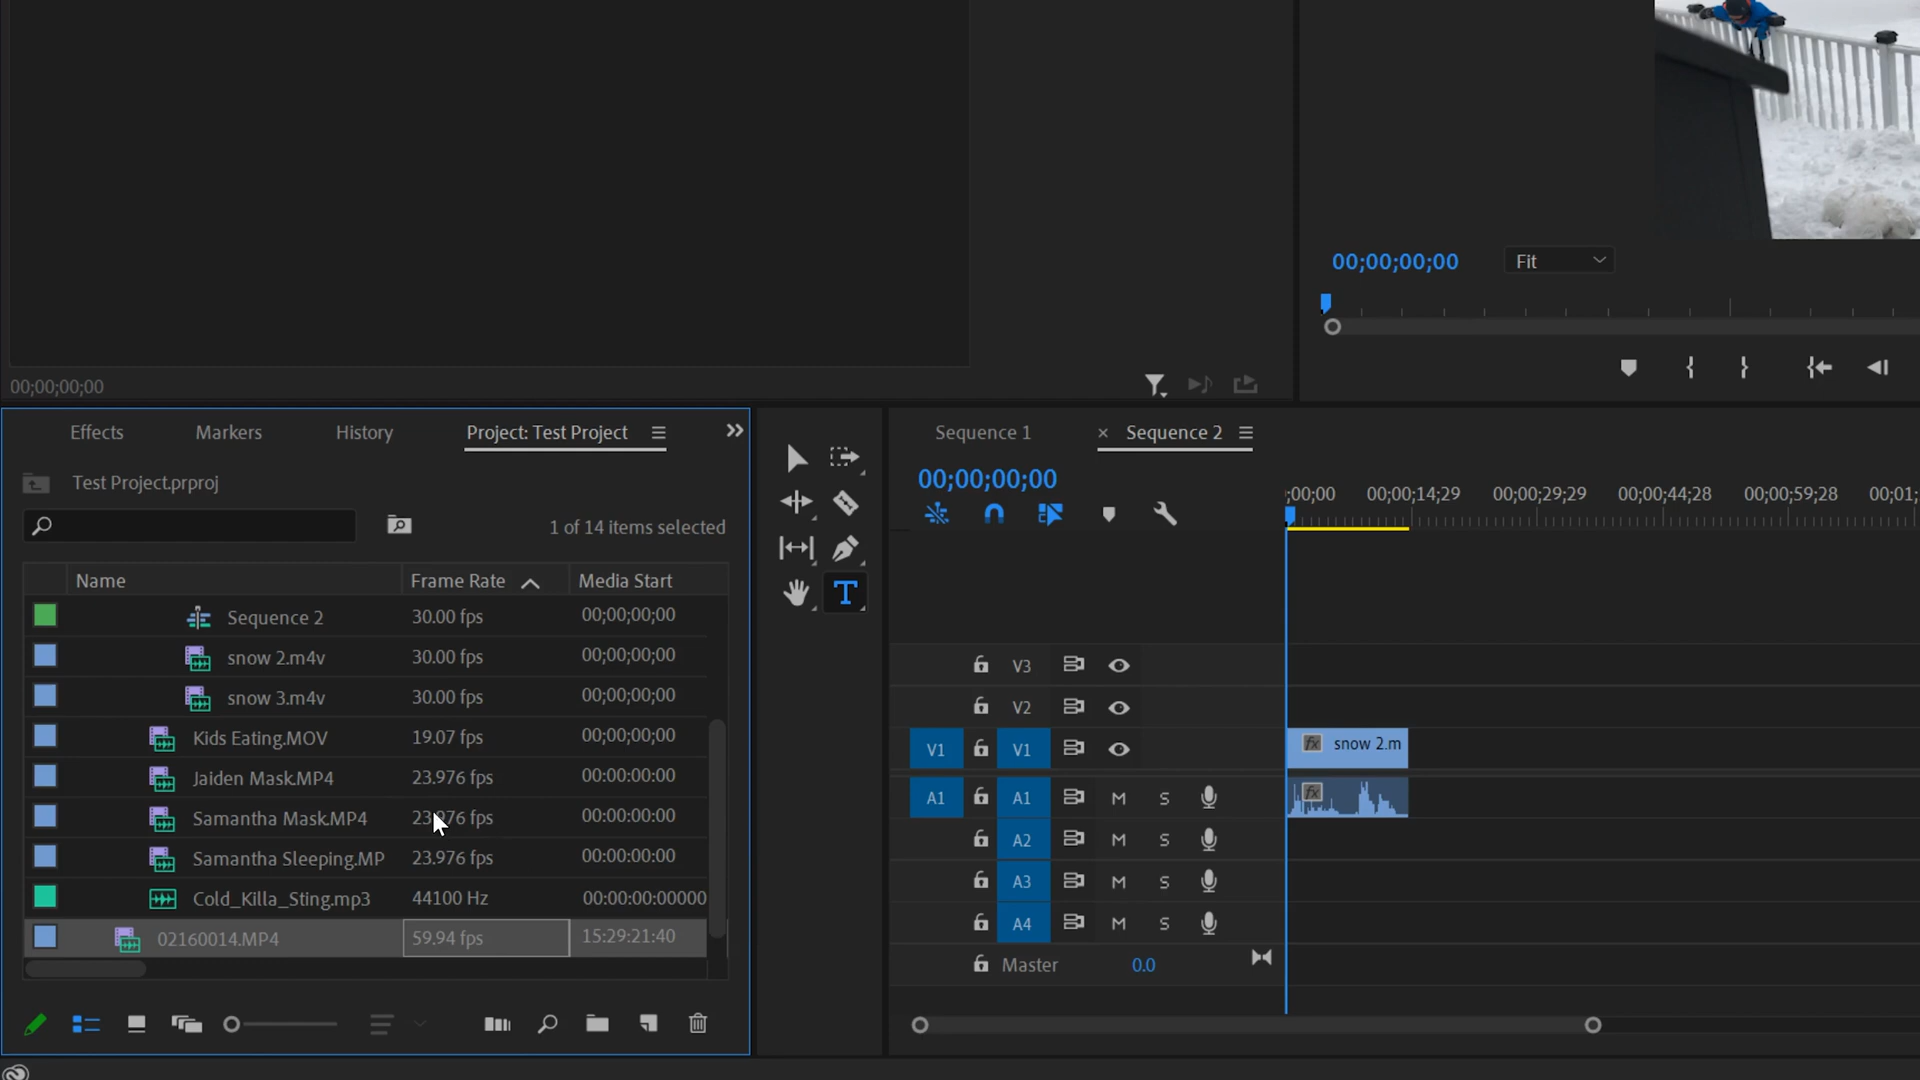 00;00;00;00
00;00;00;00
Fit
Effects
Markers
History
Project: Test Project
Test Project.prproj
1 of 14 items selected
Name
Frame Rate
Media Start
Sequence 2
30.00 fps
00;00;00;00
snow 2.m4v
30.00 fps
00;00;00;00
snow 3.m4v
30.00 fps
00;00;00;00
Kids Eating.MOV
19.07 fps
00;00;00;00
Jaiden Mask.MP4
23.976 fps
00:00:00:00
Samantha Mask.MP4
23.976 fps
00:00:00:00
Samantha Sleeping.MP
23.976 fps
00:00:00:00
Cold_Killa_Sting.mp3
44100 Hz
00:00:00:00000
02160014.MP4
59.94 fps
15:29:21:40
T
Sequence 1
× Sequence 2
00;00;00;00
;00;00
00;00;14;29
00;00;29;29
00;00;44;28
00;00;59;28
00;01;
V3
V2
V1
V1
fx snow 2.m
A1
A1
M
S
fx
A2
M
S
A3
M
S
A4
M
S
Master
0.0